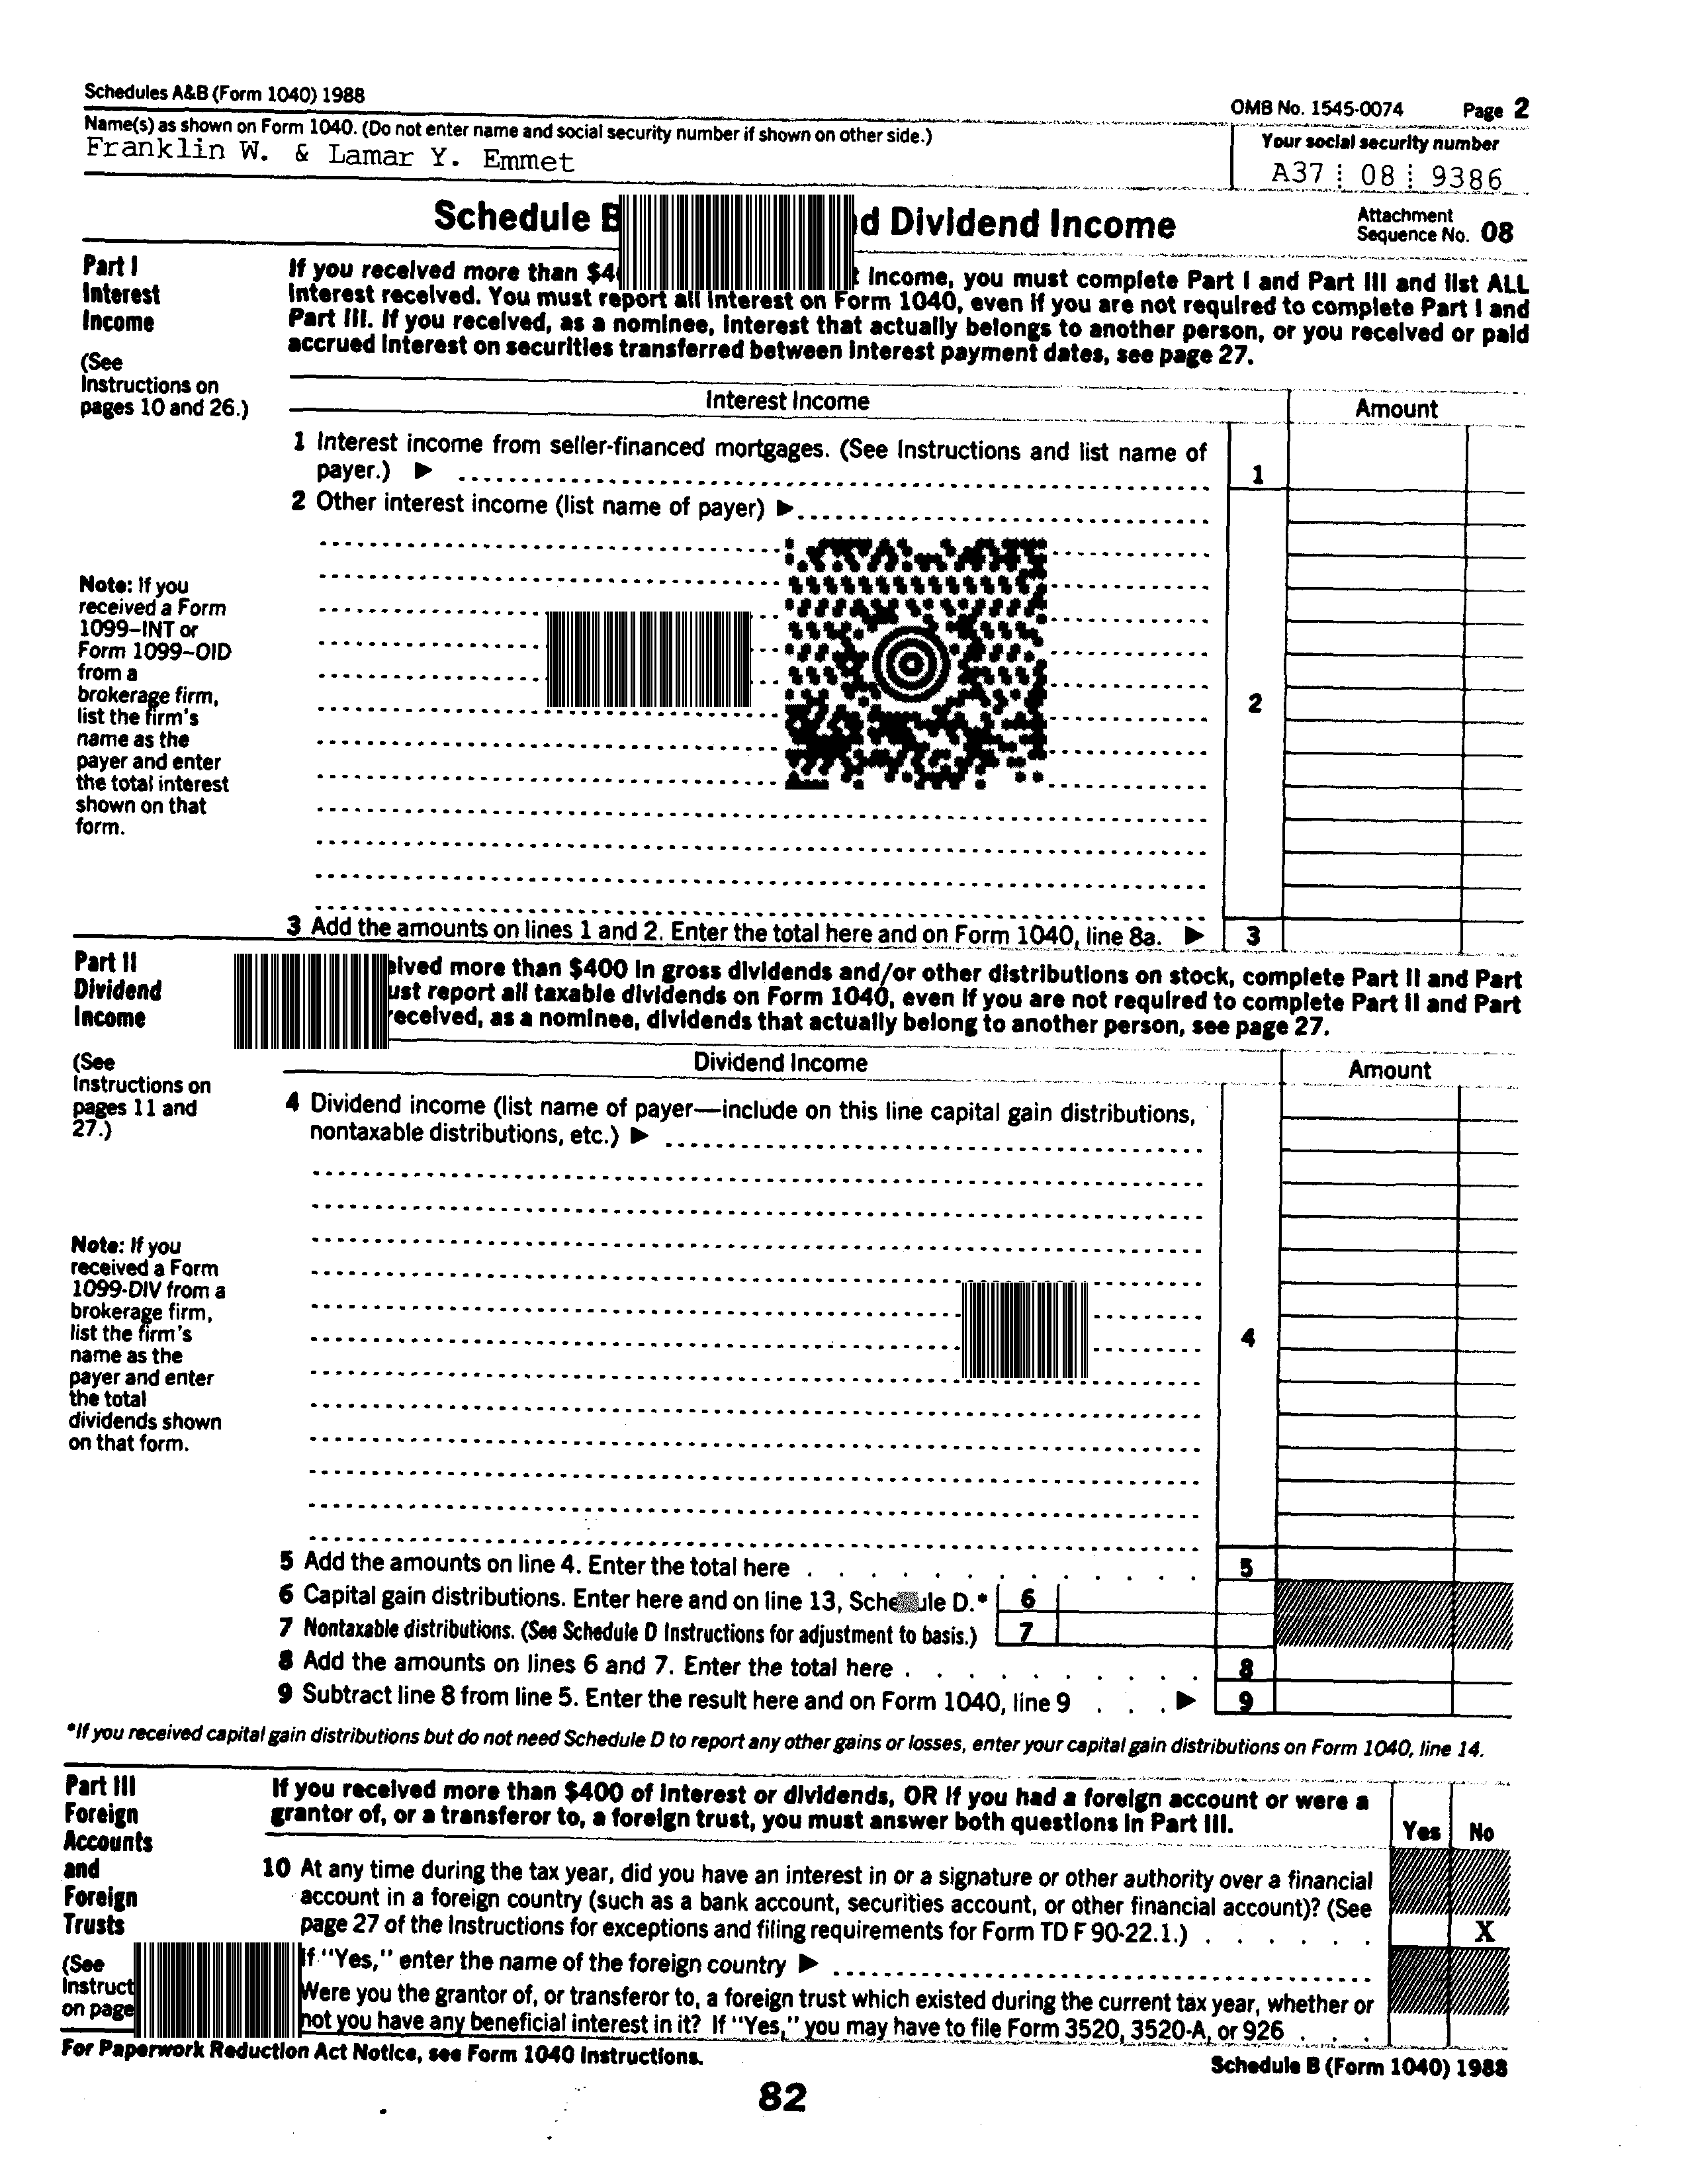 Schedules A&B (Form 1040) 1988
OMB No. 1545-0074 Page 2
Name(s) as shown on Form 1040. (Do not enter name and social security number if shown on other side.)
Your social security number
Franklin W. & Lamar Y. Emmet
A37 08 9386
Schedule B d Dividend Income
Attachment
Sequence No. 08
Part I
Interest
Income
(See
Instructions on
pages 10 and 26.)
If you received more than $4 Income, you must complete Part I and Part III and list ALL
interest received. You must report all interest on Form 1040, even if you are not required to complete Part I and
Part III. If you received, as a nominee, interest that actually belongs to another person, or you received or paid
accrued interest on securities transferred between interest payment dates, see page 27.
Interest Income Amount
1 Interest income from seller-financed mortgages. (See Instructions and list name of
payer.) ▶ 1
2 Other interest income (list name of payer) ▶
Note: If you
received a Form
1099–INT or
Form 1099–OID
from a
brokerage firm,
list the firm's
name as the
payer and enter
the total interest
shown on that
form.
2
3 Add the amounts on lines 1 and 2. Enter the total here and on Form 1040, line 8a. ▶ 3
Part II
Dividend
Income
(See
Instructions on
pages 11 and
27.)
more than $400 in gross dividends and/or other distributions on stock, complete Part II and Part
report all taxable dividends on Form 1040, even if you are not required to complete Part II and Part
as a nominee, dividends that actually belong to another person, see page 27.
Dividend Income Amount
4 Dividend income (list name of payer—include on this line capital gain distributions,
nontaxable distributions, etc.) ▶
Note: If you
received a Form
1099-DIV from a
brokerage firm,
list the firm's
name as the
payer and enter
the total
dividends shown
on that form.
4
5 Add the amounts on line 4. Enter the total here 5
6 Capital gain distributions. Enter here and on line 13, D.* 6
7 Nontaxable distributions. (See Schedule D Instructions for adjustment to basis.) 7
8 Add the amounts on lines 6 and 7. Enter the total here 8
9 Subtract line 8 from line 5. Enter the result here and on Form 1040, line 9 ▶ 9
*If you received capital gain distributions but do not need Schedule D to report any other gains or losses, enter your capital gain distributions on Form 1040, line 14.
Part III
Foreign
Accounts
and
Foreign
Trusts
(See
Instruct
on page
If you received more than $400 of interest or dividends, OR if you had a foreign account or were a
grantor of, or a transferor to, a foreign trust, you must answer both questions in Part III.
Yes No
10 At any time during the tax year, did you have an interest in or a signature or other authority over a financial
account in a foreign country (such as a bank account, securities account, or other financial account)? (See
page 27 of the Instructions for exceptions and filing requirements for Form TD F 90-22.1.) X
If "Yes," enter the name of the foreign country ▶
Were you the grantor of, or transferor to, a foreign trust which existed during the current tax year, whether or
not you have any beneficial interest in it? If "Yes," you may have to file Form 3520, 3520-A, or 926
For Paperwork Reduction Act Notice, see Form 1040 Instructions.
Schedule B (Form 1040) 1988
82